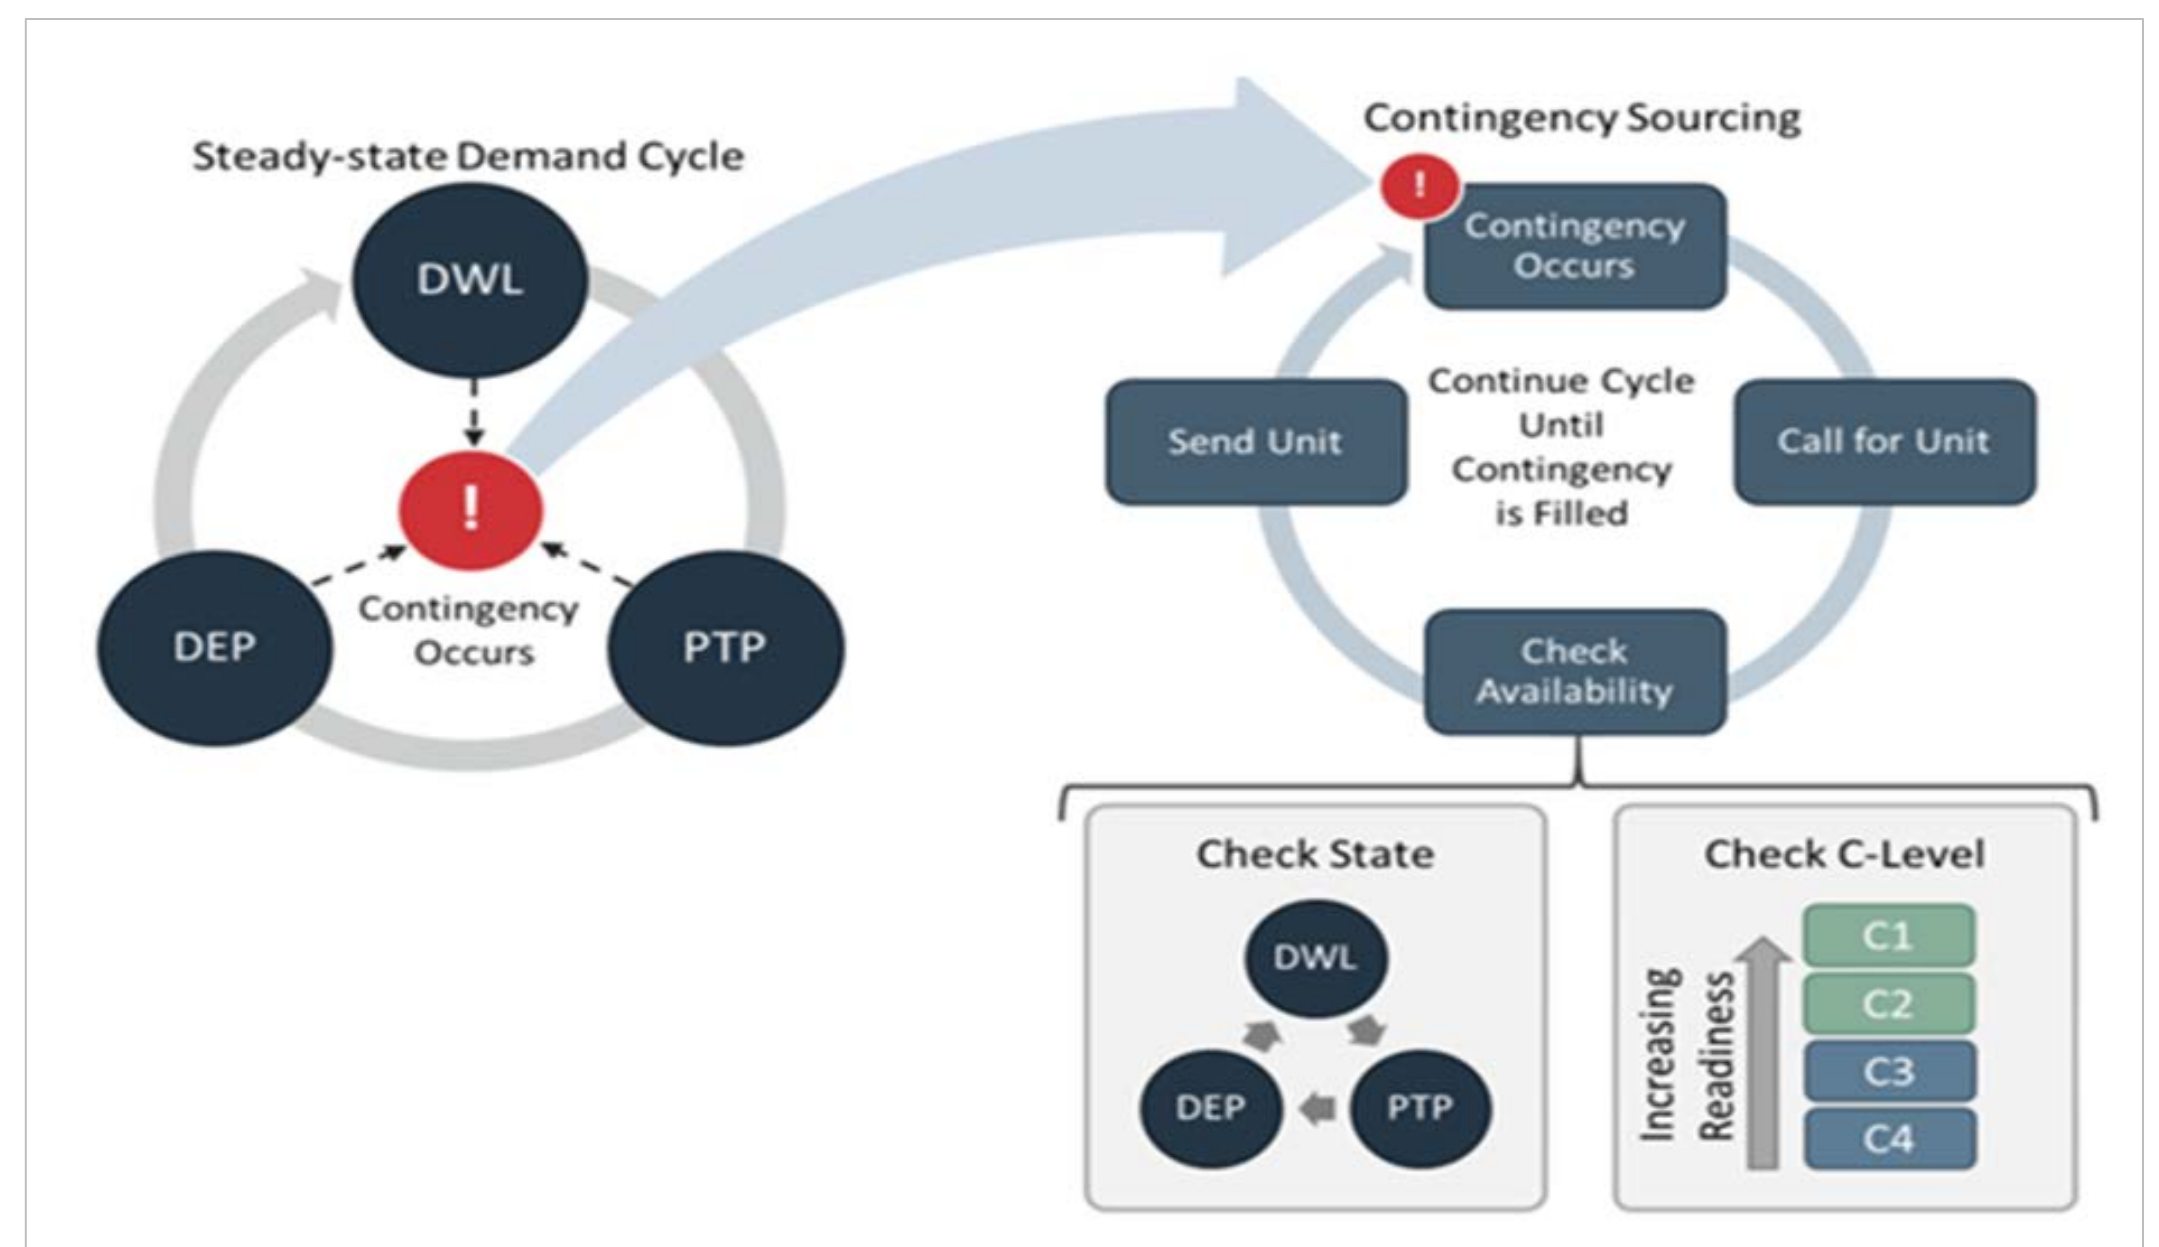 Steady-state Demand Cycle
DWL
!
Contingency
Occurs
DEP
PTP
Contingency Sourcing
!
Contingency
Occurs
Call for Unit
Check
Availability
Send Unit
Continue Cycle
Until
Contingency
is Filled
Check State
DWL
DEP
PTP
Check C-Level
Increasing
Readiness
C1
C2
C3
C4